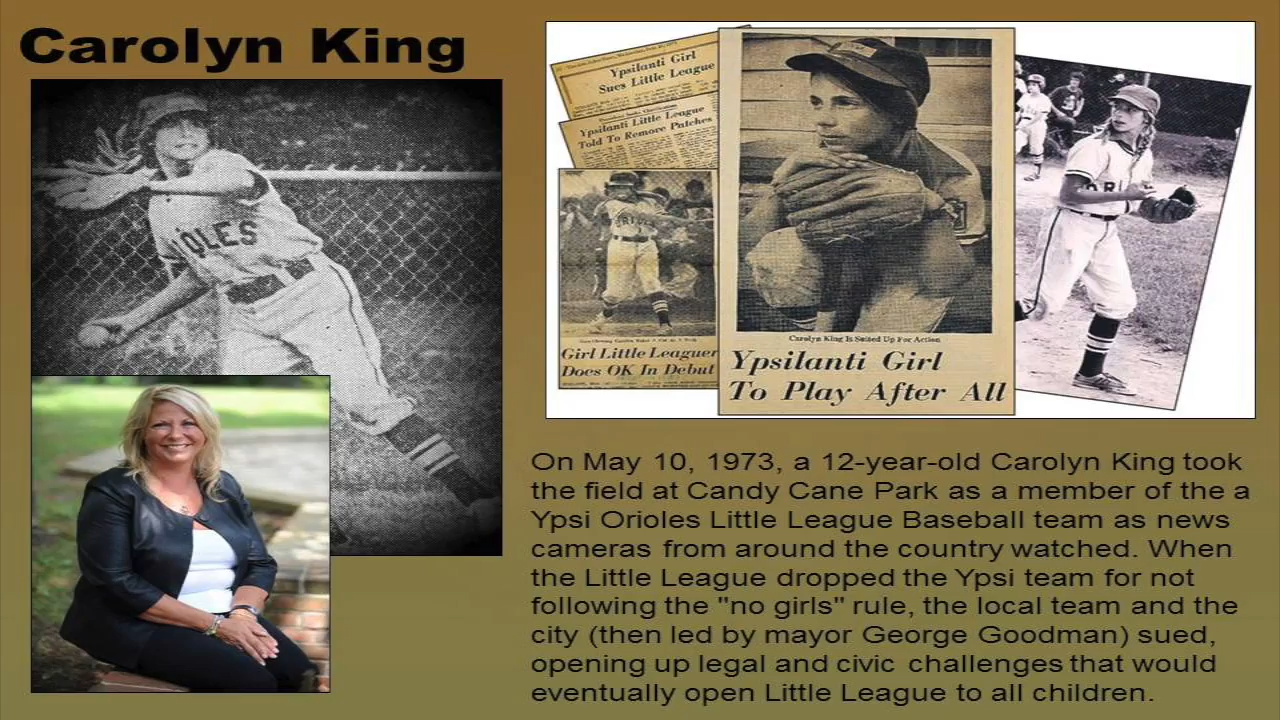 Carolyn King
IOLES
Ypsilanti Girl
Sues Little League
Ypsilanti Little League
Told To Remove Patches
Girl Little Leaguer
Does OK In Debut
Carolyn King Is Suited Up For Action
Ypsilanti Girl
To Play After All
On May 10, 1973, a 12-year-old Carolyn King took
the field at Candy Cane Park as a member of the a
Ypsi Orioles Little League Baseball team as news
cameras from around the country watched. When
the Little League dropped the Ypsi team for not
following the "no girls" rule, the local team and the
city (then led by mayor George Goodman) sued,
opening up legal and civic challenges that would
eventually open Little League to all children.